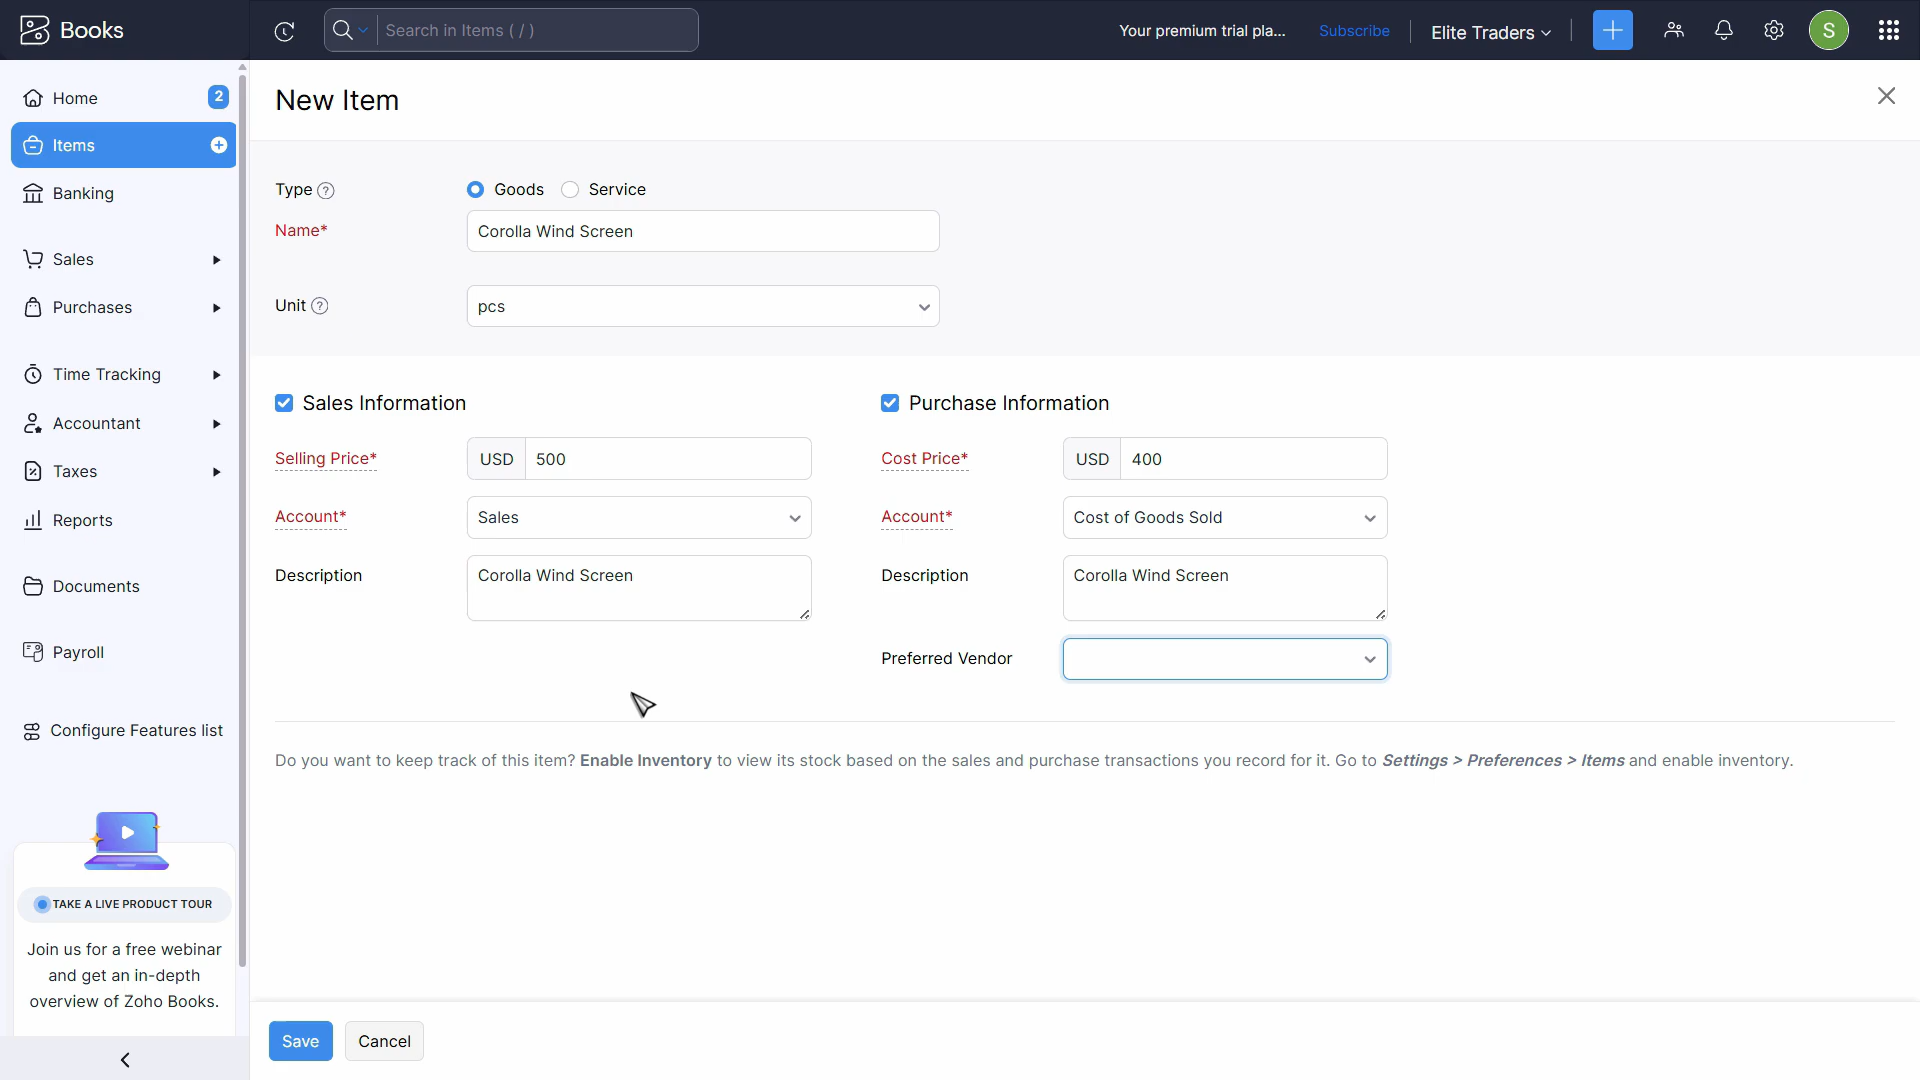 Books
Search in Items ( / )
Your premium trial pla...
Subscribe
Elite Traders
S
Home
2
Items
Banking
Sales
Purchases
Time Tracking
Accountant
Taxes
Reports
Documents
Payroll
Configure Features list
TAKE A LIVE PRODUCT TOUR
Join us for a free webinar
and get an in-depth
overview of Zoho Books.
New Item
Type ?
Goods
Service
Name*
Corolla Wind Screen
Unit ?
pcs
Sales Information
Selling Price*
USD
500
Account*
Sales
Description
Corolla Wind Screen
Purchase Information
Cost Price*
USD
400
Account*
Cost of Goods Sold
Description
Corolla Wind Screen
Preferred Vendor
Do you want to keep track of this item? Enable Inventory to view its stock based on the sales and purchase transactions you record for it. Go to Settings > Preferences > Items and enable inventory.
Save
Cancel